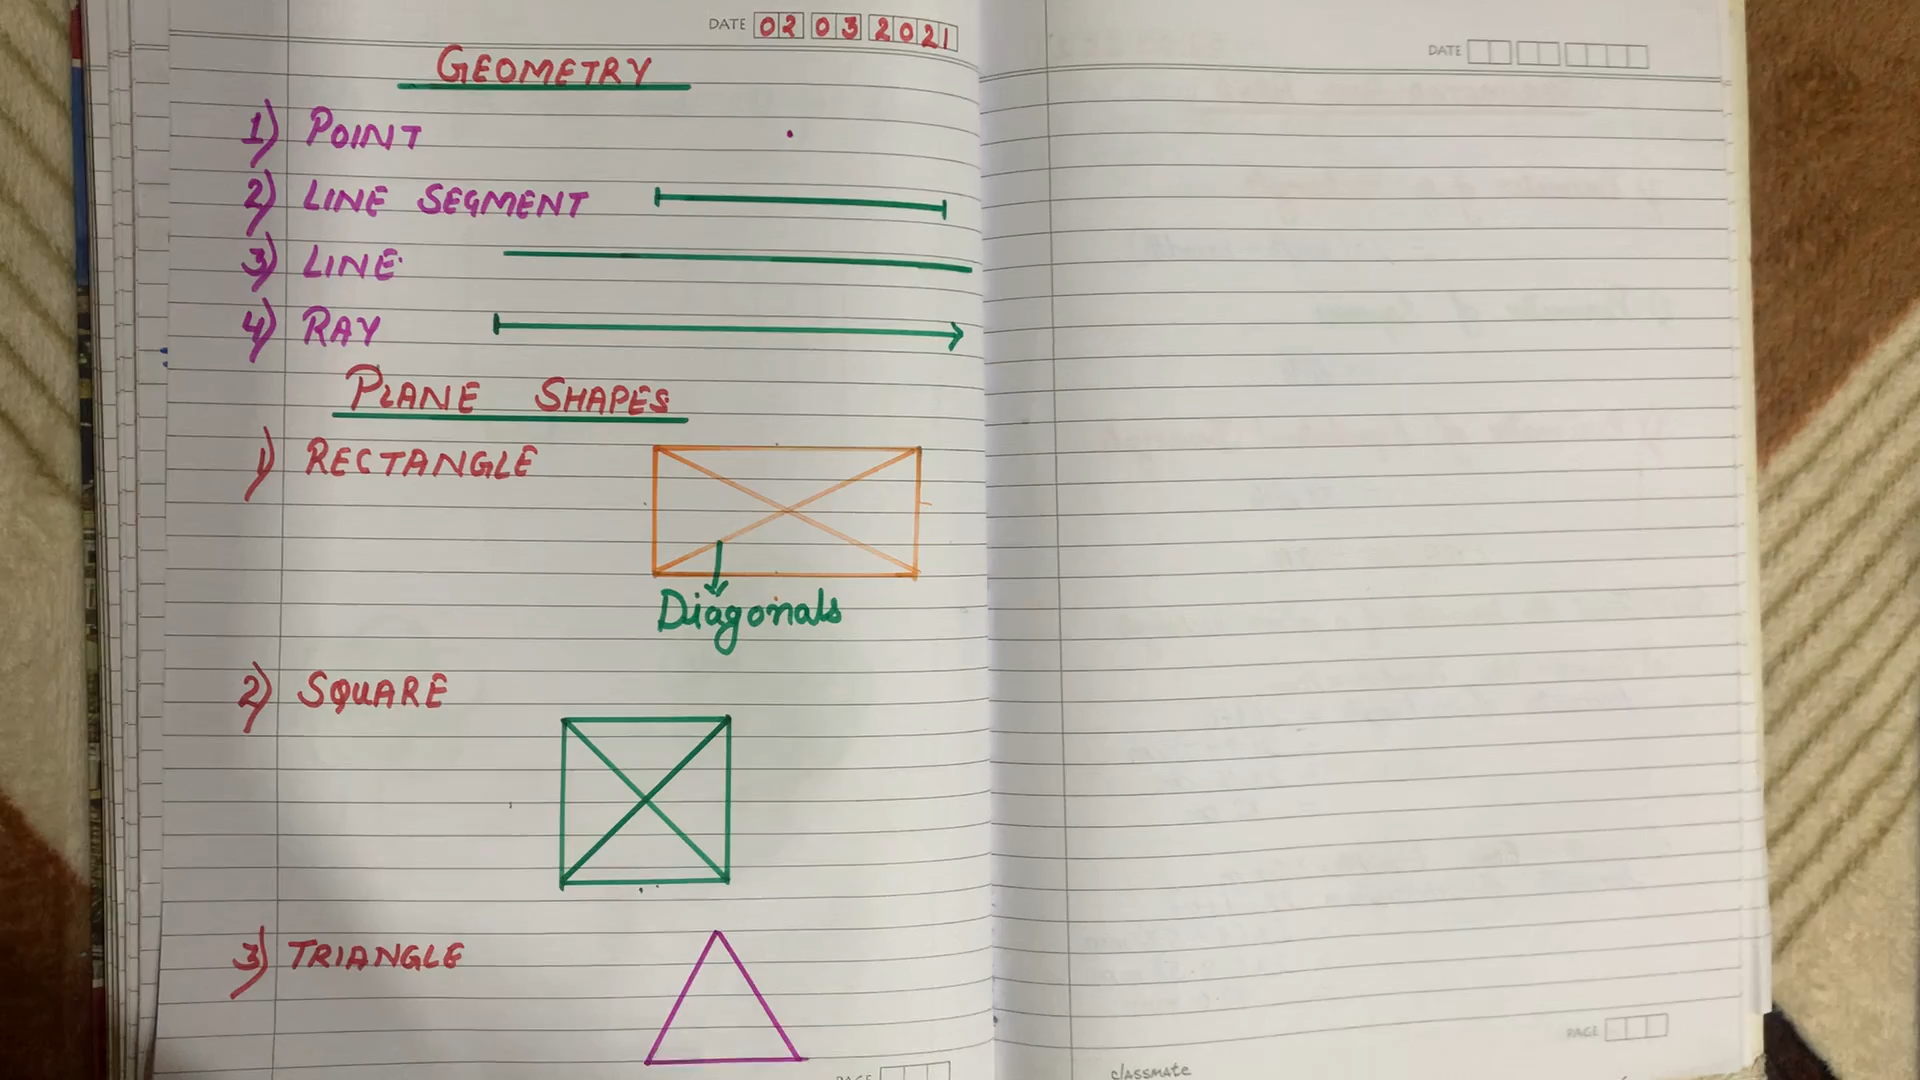 DATE 02 03 2021
GEOMETRY
1) POINT
2) LINE SEGMENT
3) LINE
4) RAY
PLANE SHAPES
1) RECTANGLE
Diagonals
2) SQUARE
3) TRIANGLE
PAGE
DATE
PAGE
classmate